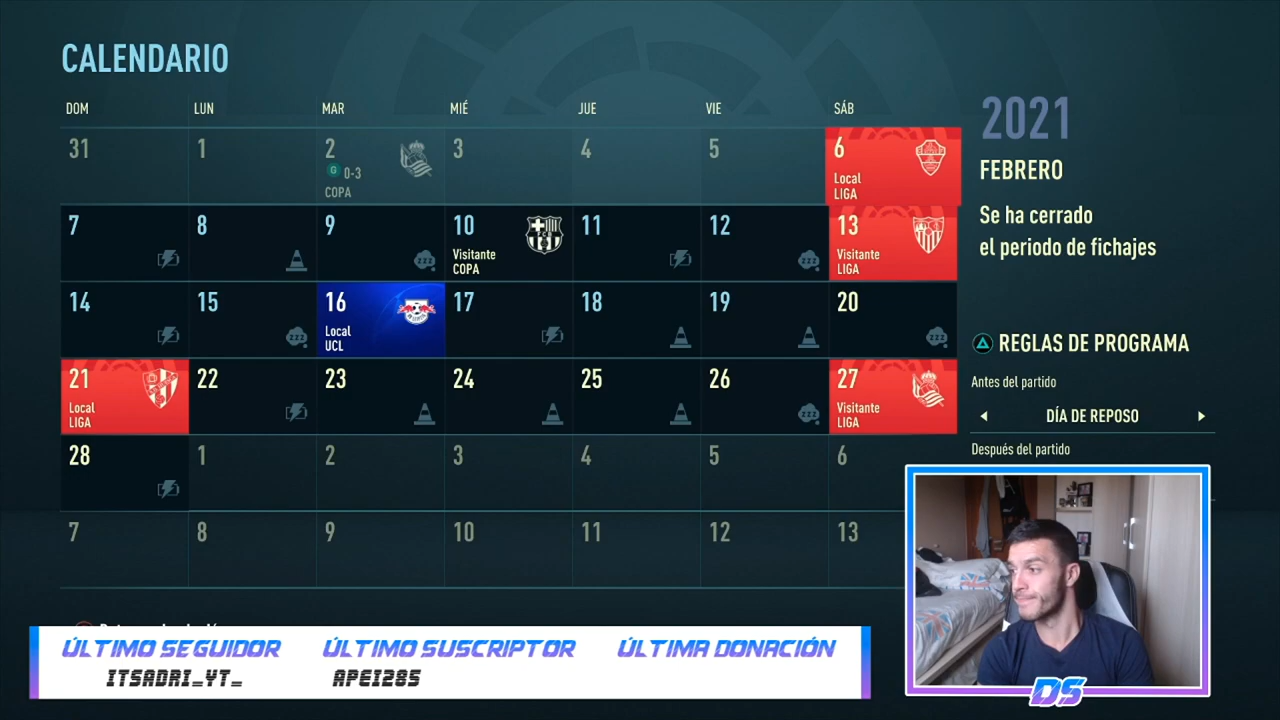 CALENDARIO
DOM LUN MAR MIÉ JUE VIE SÁB
31 1 2 3 4 5 6
G 0-3
COPA
Local
LIGA
7 8 9 10 11 12 13
Visitante
COPA
Visitante
LIGA
14 15 16 17 18 19 20
Local
UCL
21 22 23 24 25 26 27
Local
LIGA
Visitante
LIGA
28 1 2 3 4 5 6
7 8 9 10 11 12 13
2021
FEBRERO
Se ha cerrado
el periodo de fichajes
REGLAS DE PROGRAMA
Antes del partido
DÍA DE REPOSO
Después del partido
ÚLTIMO SEGUIDOR ÚLTIMO SUSCRIPTOR ÚLTIMA DONACIÓN
ITSADRI_YT_ APEI285
DS